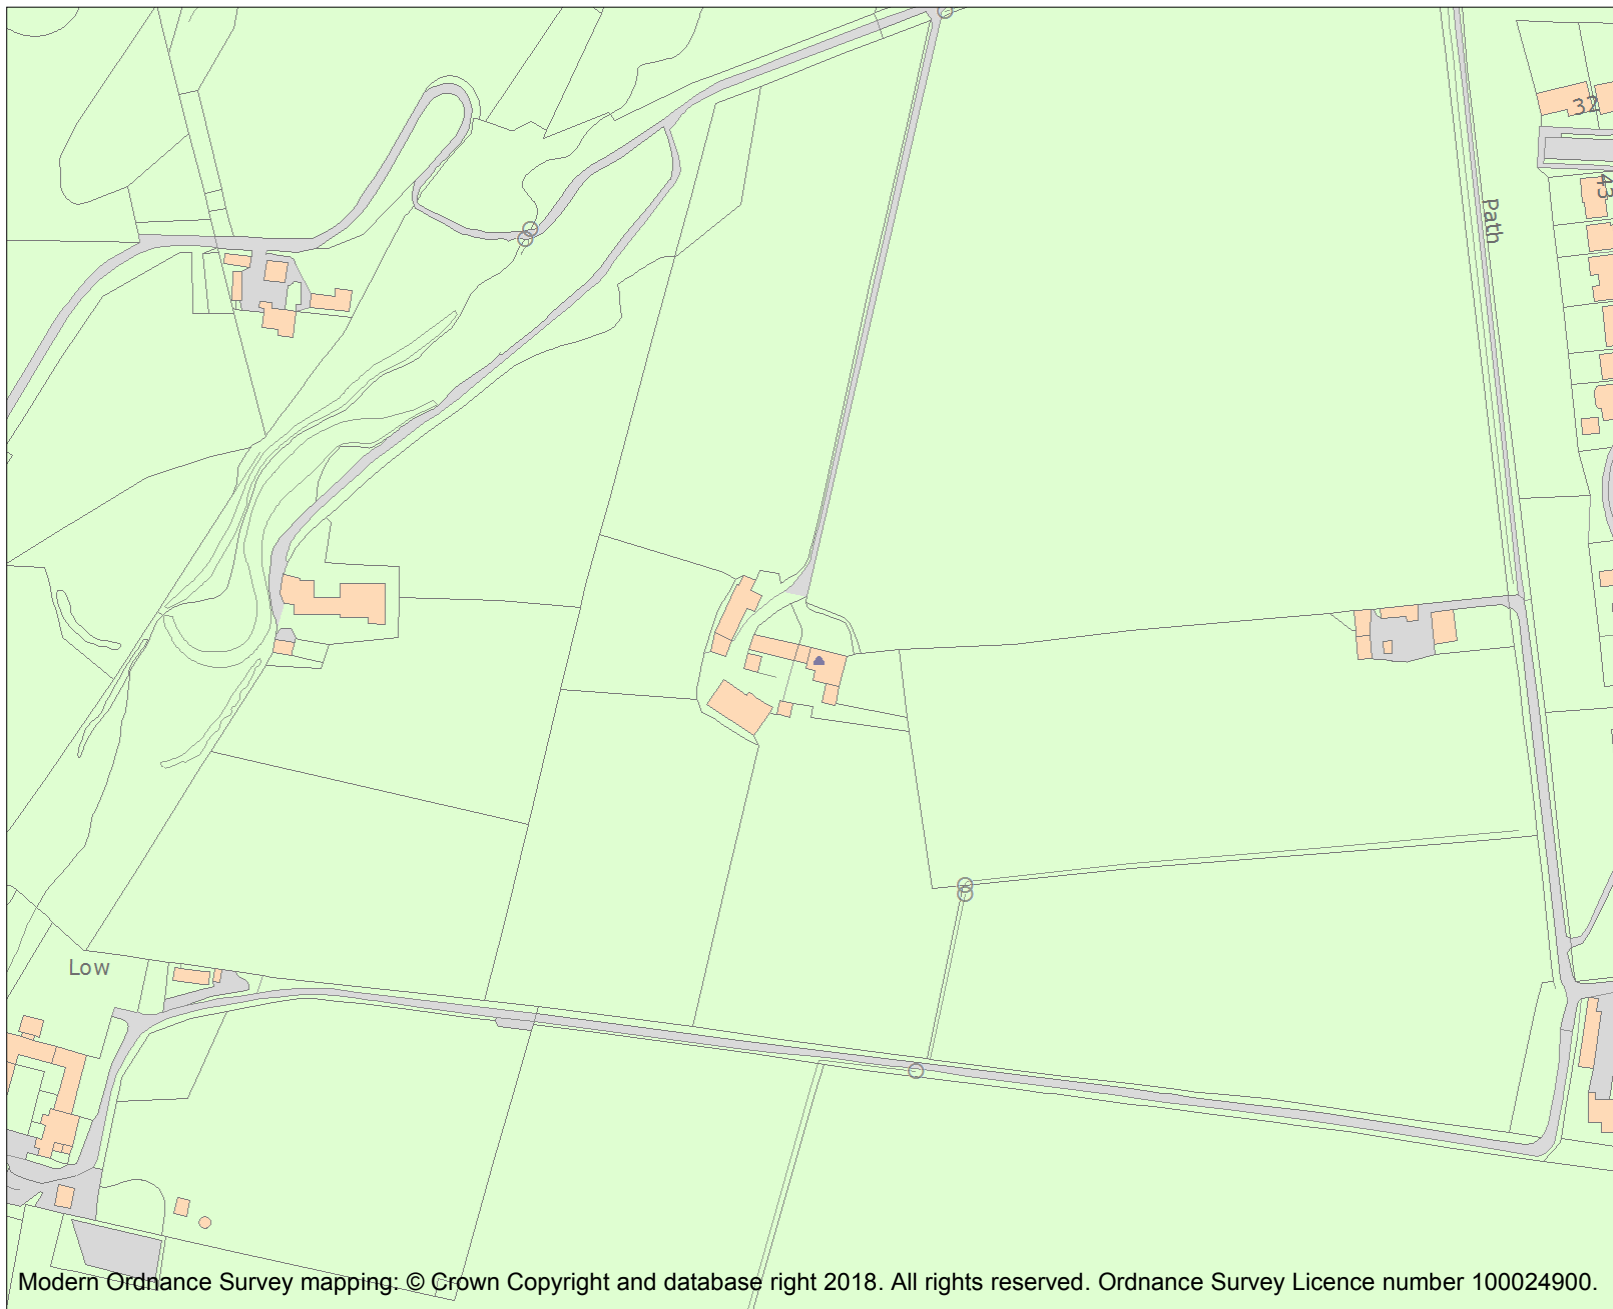 32
43
Path
Low
Modern Ordnance Survey mapping: © Crown Copyright and database right 2018. All rights reserved. Ordnance Survey Licence number 100024900.